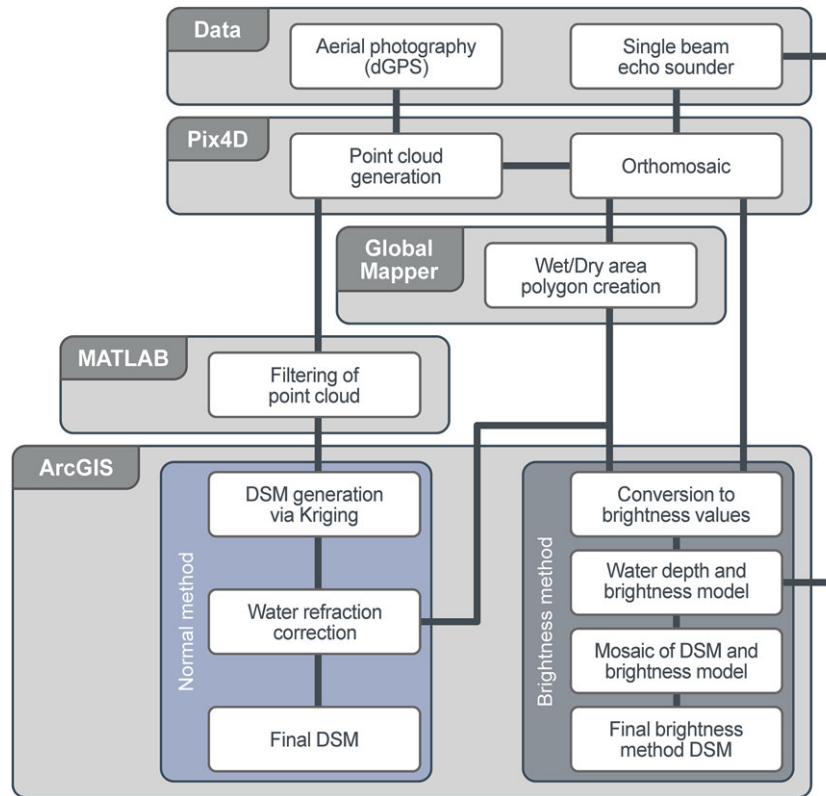 Data
Aerial photography
(dGPS)
Single beam
echo sounder
Pix4D
Point cloud
generation
Orthomosaic
Global
Mapper
Wet/Dry area
polygon creation
MATLAB
Filtering of
point cloud
ArcGIS
Normal method
DSM generation
via Kriging
Water refraction
correction
Final DSM
Brightness method
Conversion to
brightness values
Water depth and
brightness model
Mosaic of DSM and
brightness model
Final brightness
method DSM